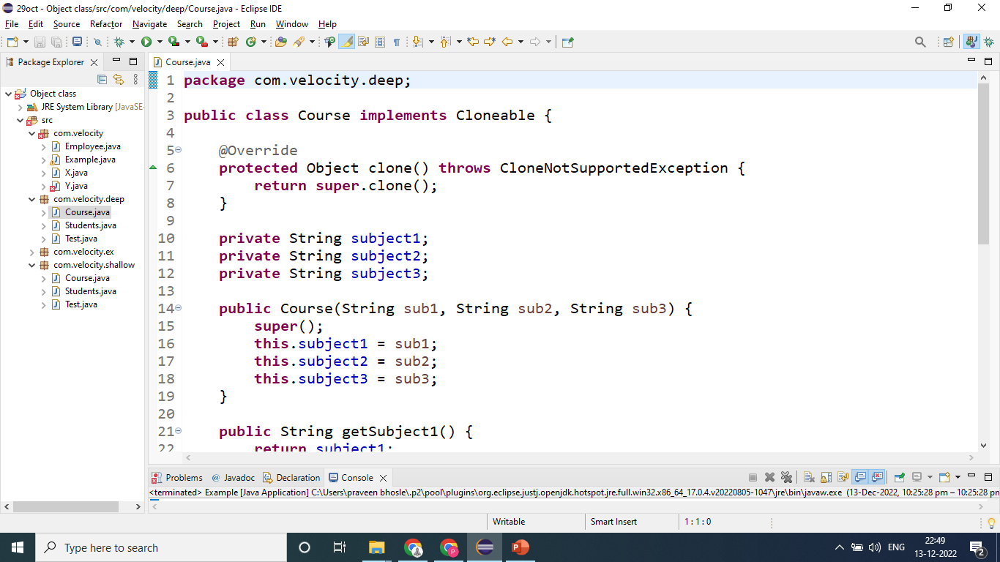 29oct - Object class/src/com/velocity/deep/Course.java - Eclipse IDE
File Edit Source Refactor Navigate Search Project Run Window Help
Package Explorer
Course.java
Object class
JRE System Library [JavaSE-
src
com.velocity
Employee.java
Example.java
X.java
Y.java
com.velocity.deep
Course.java
Students.java
Test.java
com.velocity.ex
com.velocity.shallow
Course.java
Students.java
Test.java
1 package com.velocity.deep;
2
3 public class Course implements Cloneable {
4
5 @Override
6 protected Object clone() throws CloneNotSupportedException {
7 return super.clone();
8 }
9
10 private String subject1;
11 private String subject2;
12 private String subject3;
13
14 public Course(String sub1, String sub2, String sub3) {
15 super();
16 this.subject1 = sub1;
17 this.subject2 = sub2;
18 this.subject3 = sub3;
19 }
20
21 public String getSubject1() {
22 return subject1;
Problems @ Javadoc Declaration Console
<terminated> Example [Java Application] C:\Users\praveen bhosle\.p2\pool\plugins\org.eclipse.justj.openjdk.hotspot.jre.full.win32.x86_64_17.0.4.v20220805-1047\jre\bin\javaw.exe (13-Dec-2022, 10:25:28 pm – 10:25:28 pn
Writable Smart Insert 1 : 1 : 0
Type here to search
ENG
22:49
13-12-2022
2